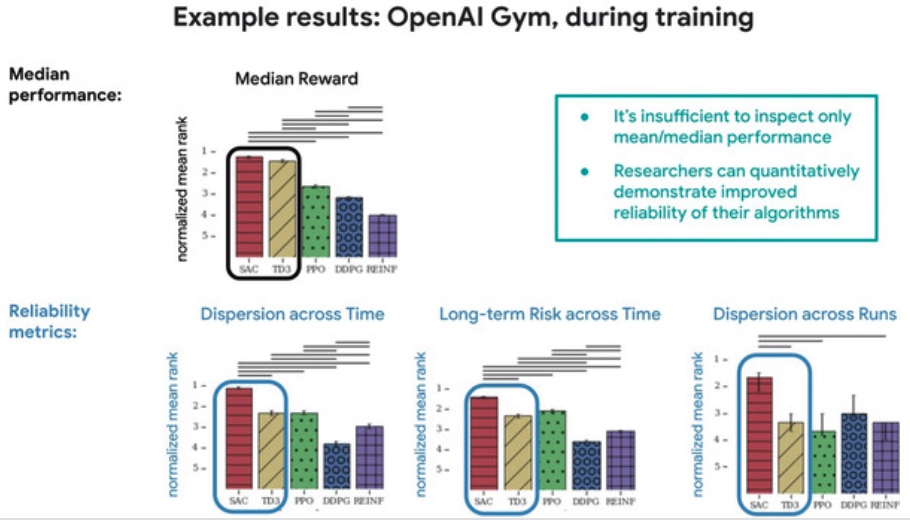 Example results: OpenAI Gym, during training
Median
performance:
Median Reward
normalized mean rank
1
2
3
4
5
SAC TD3 PPO DDPG REINF
● It's insufficient to inspect only
mean/median performance
● Researchers can quantitatively
demonstrate improved
reliability of their algorithms
Reliability
metrics:
Dispersion across Time
normalized mean rank
1
2
3
4
5
SAC TD3 PPO DDPG REINF
Long-term Risk across Time
normalized mean rank
1
2
3
4
5
SAC TD3 PPO DDPG REINF
Dispersion across Runs
normalized mean rank
1
2
3
4
5
SAC TD3 PPO DDPG REINF